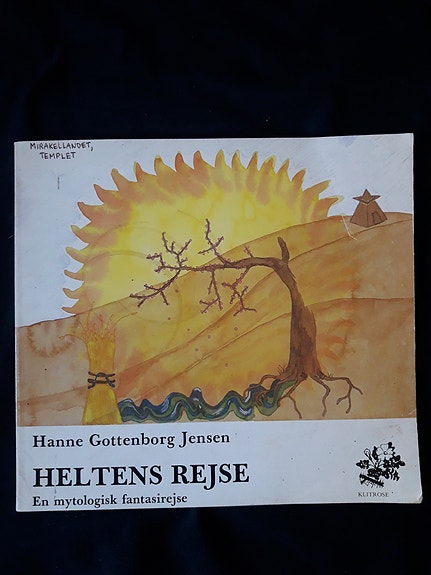 MIRAKELLANDET,
TEMPLET
Hanne Gottenborg Jensen
HELTENS REJSE
En mytologisk fantasirejse
KLITROSE